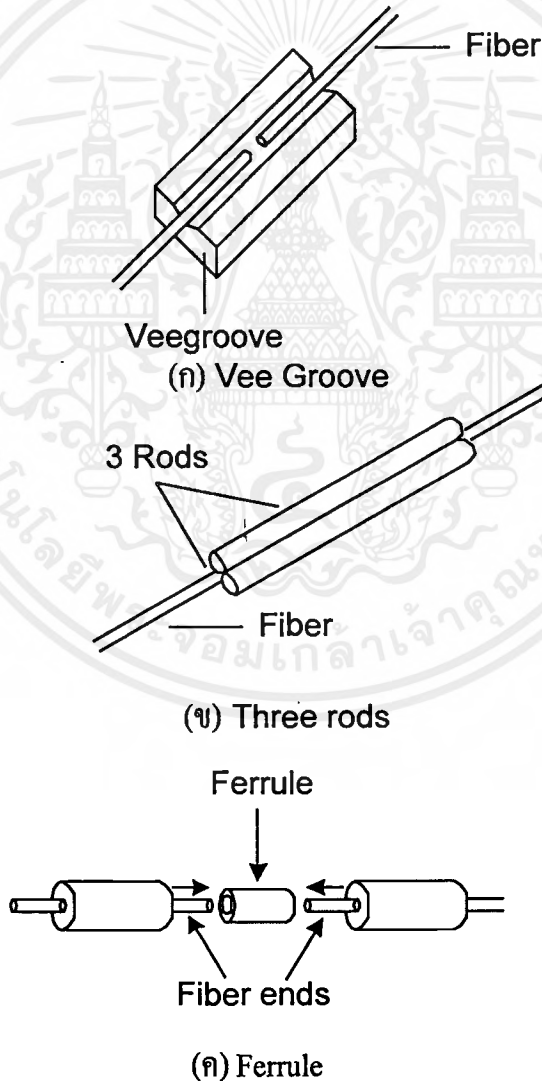 Fiber
Veegroove
(ก) Vee Groove
3 Rods
Fiber
(ข) Three rods
Ferrule
Fiber ends
(ค) Ferrule